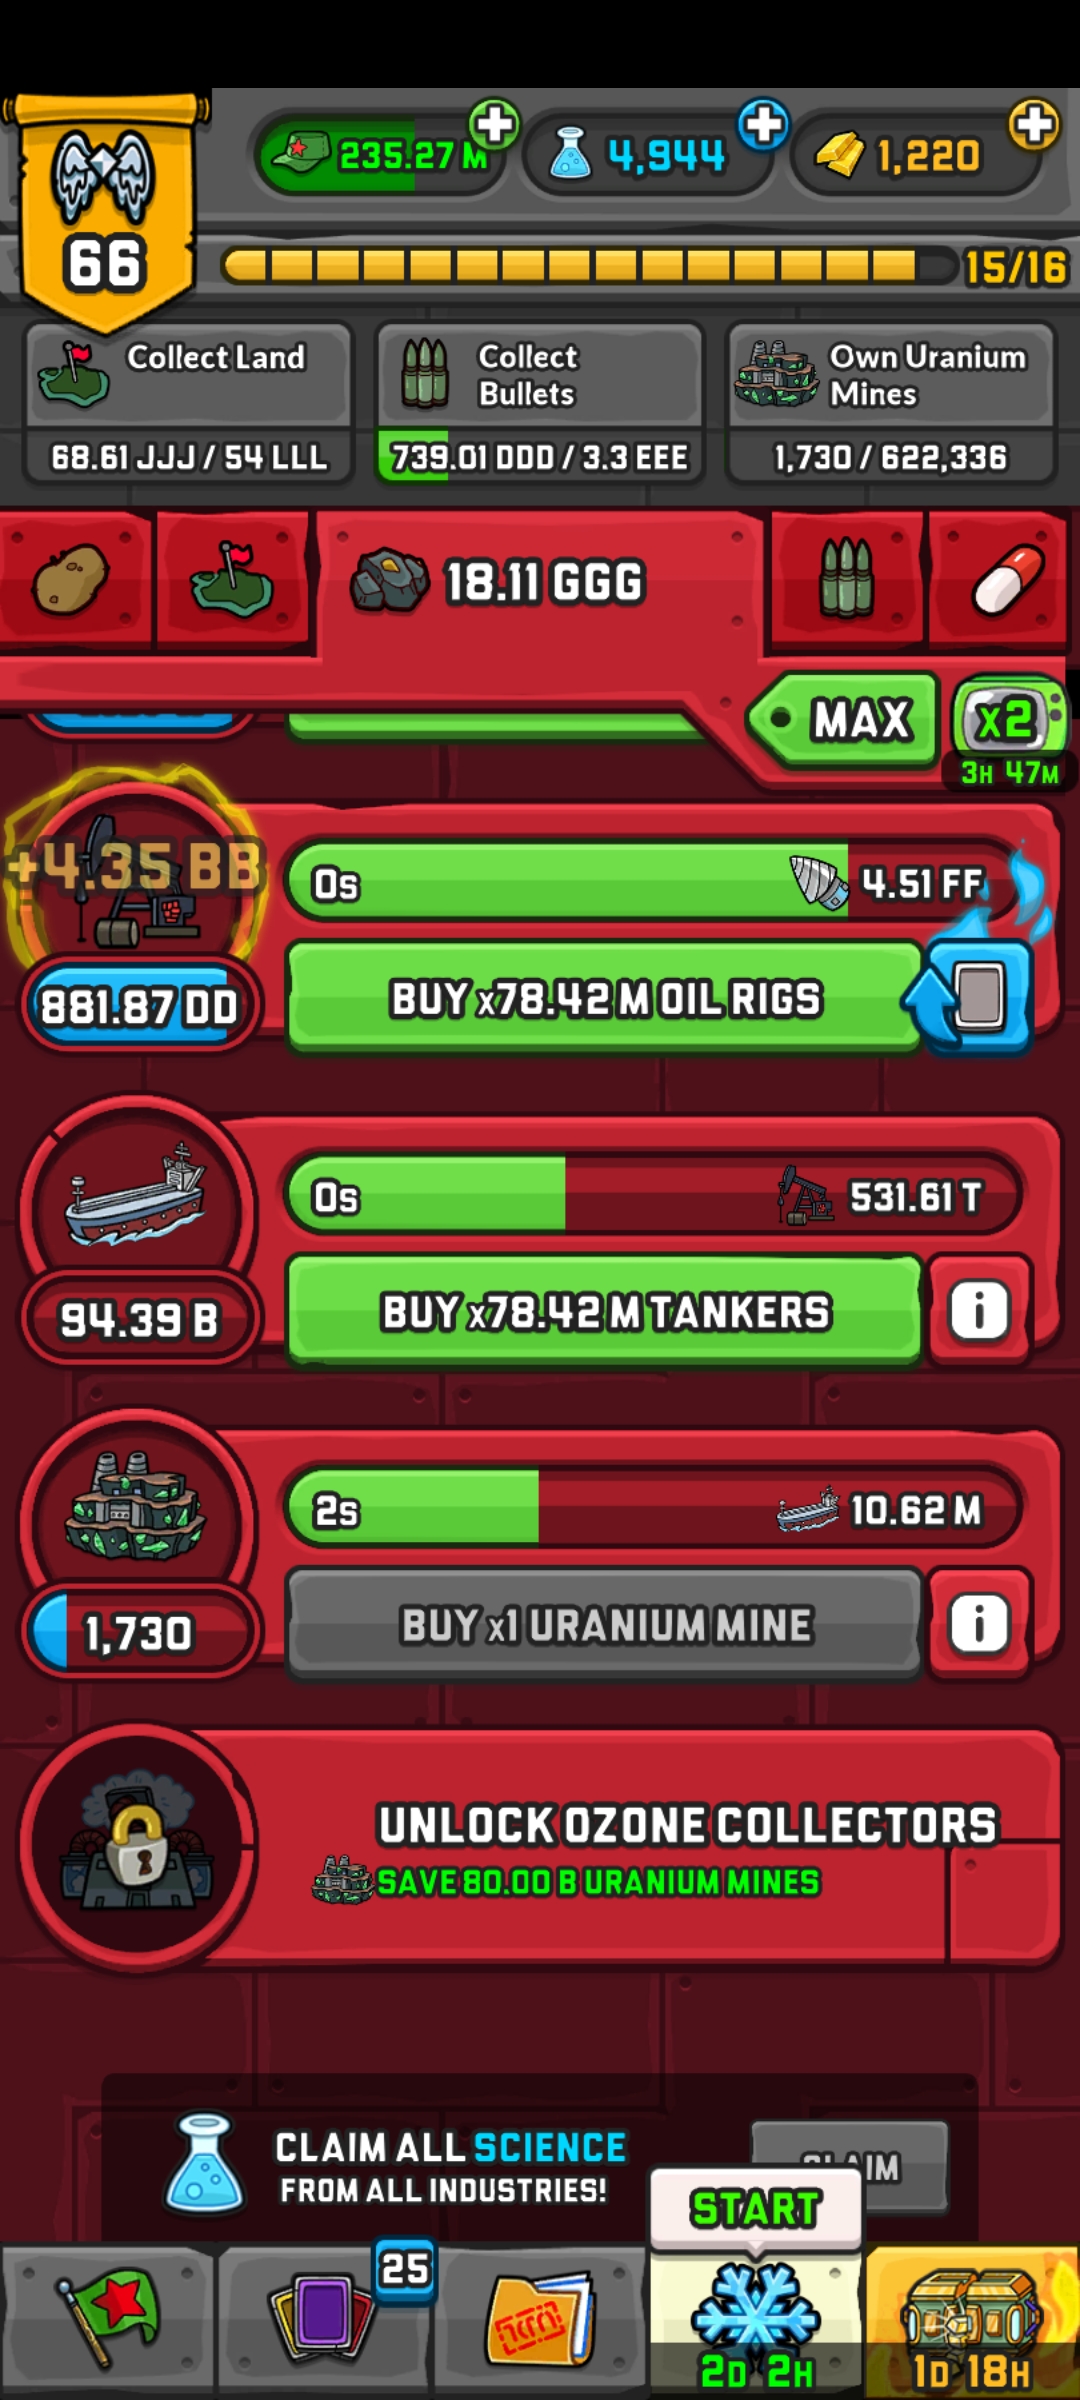 66
235.27 M
4,944
1,220
15/16
Collect Land
68.61 JJJ / 54 LLL
Collect
Bullets
739.01 DDD / 3.3 EEE
Own Uranium
Mines
1,730 / 622,336
18.11 GGG
MAX
x2
3H 47M
+4.35 BB
0s
4.51 FF
881.87 DD
BUY x78.42 M OIL RIGS
0s
531.61 T
94.39 B
BUY x78.42 M TANKERS
i
2s
10.62 M
1,730
BUY x1 URANIUM MINE
i
UNLOCK OZONE COLLECTORS
SAVE 80.00 B URANIUM MINES
CLAIM ALL SCIENCE
FROM ALL INDUSTRIES!
CLAIM
START
25
2D 2H
1D 18H